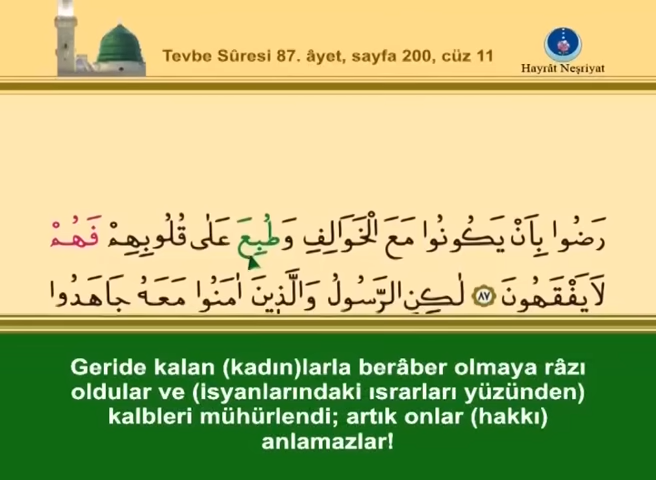 Tevbe Sûresi 87. âyet, sayfa 200, cüz 11
Hayrât Neşriyat
رَضُوا بِاَنْ يَكُونُوا مَعَ الْخَوَالِفِ وَطُبِعَ عَلٰى قُلُوبِهِمْ فَهُمْ
لَا يَفْقَهُونَ ٨٧ لٰكِنِ الرَّسُولُ وَالَّذ۪ينَ اٰمَنُوا مَعَهُ جَاهَدُوا
Geride kalan (kadın)larla berâber olmaya râzı
oldular ve (isyanlarındaki ısrarları yüzünden)
kalbleri mühürlendi; artık onlar (hakkı)
anlamazlar!